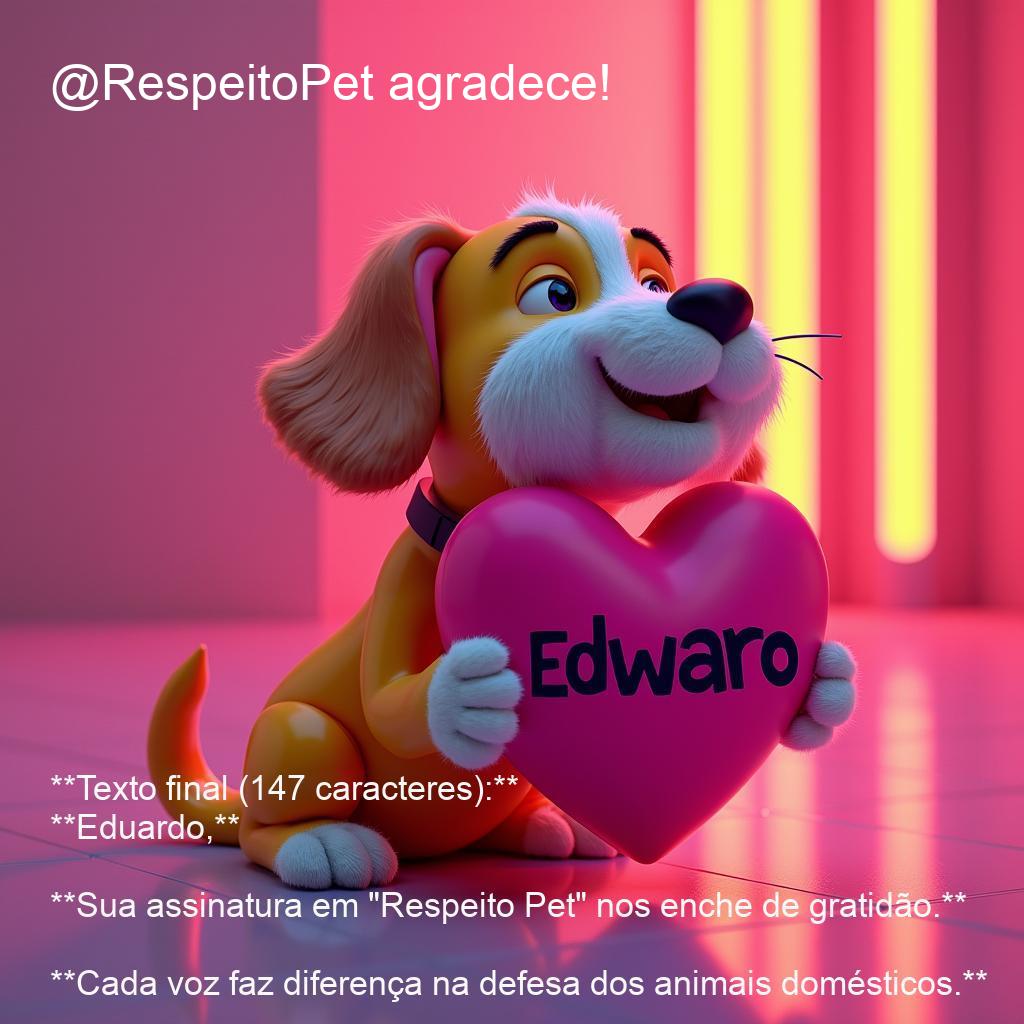 @RespeitoPet agradece!
Edwaro
**Texto final (147 caracteres):**
**Eduardo,**
**Sua assinatura em "Respeito Pet" nos enche de gratidão.**
**Cada voz faz diferença na defesa dos animais domésticos.**